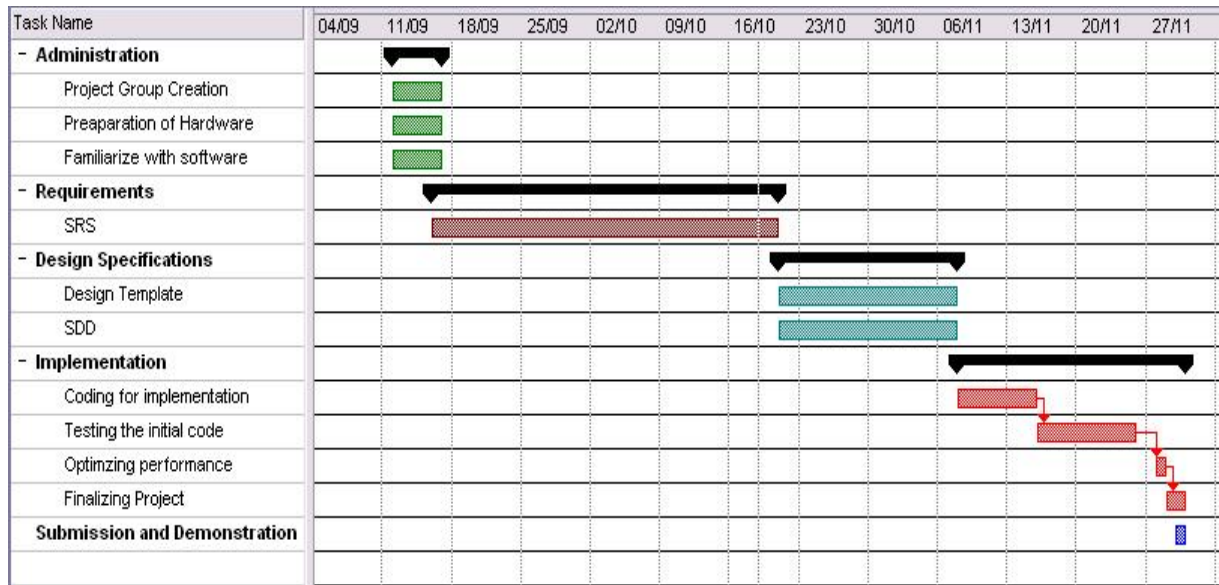 Task Name 04/09 11/09 18/09 25/09 02/10 09/10 16/10 23/10 30/10 06/11 13/11 20/11 27/11
- Administration
Project Group Creation
Preaparation of Hardware
Familiarize with software
- Requirements
SRS
- Design Specifications
Design Template
SDD
- Implementation
Coding for implementation
Testing the initial code
Optimzing performance
Finalizing Project
Submission and Demonstration